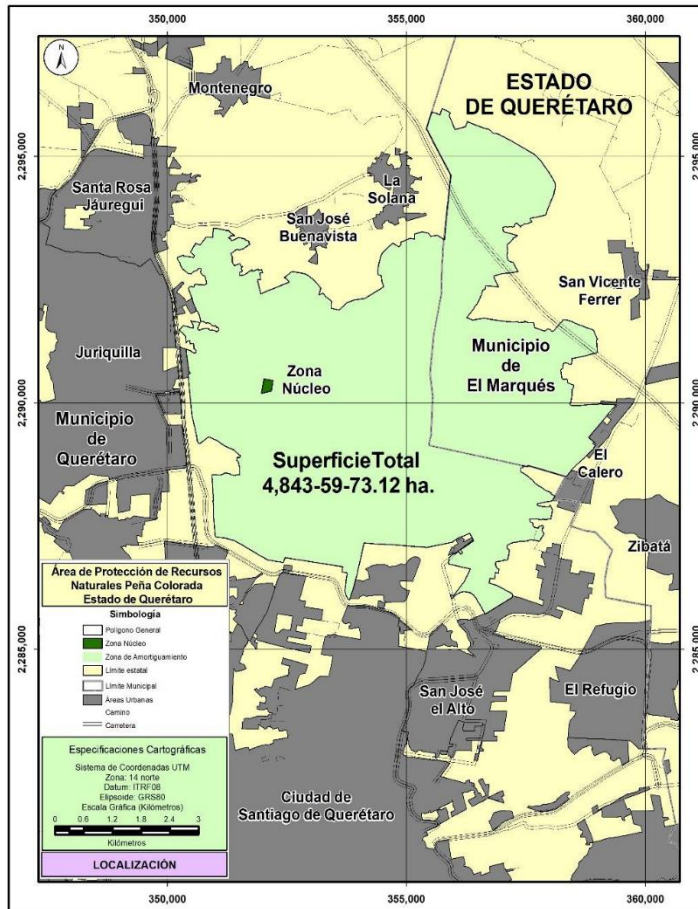 350,000
355,000
360,000
N
ESTADO
DE QUERÉTARO
Montenegro
2,295,000
2,295,000
Santa Rosa
Jáuregui
La
Solana
San José
Buenavista
San Vicente
Ferrer
Juriquilla
Zona
Núcleo
Municipio
de
El Marqués
2,290,000
2,290,000
Municipio
de
Querétaro
SuperficieTotal
4,843-59-73.12 ha.
El
Calero
Zibatá
Área de Protección de Recursos
Naturales Peña Colorada
Estado de Querétaro
Simbología
Polígono General
Zona Núcleo
Zona de Amortiguamiento
Límite estatal
Límite Municipal
Áreas Urbanas
Camino
Carretera
2,285,000
2,285,000
San José
el Alto
El Refugio
Especificaciones Cartográficas
Sistema de Coordenadas UTM
Zona: 14 norte
Datum: ITRF08
Elipsoide: GRS80
Escala Gráfica (Kilómetros)
0 0.6 1.2 1.8 2.4 3
Kilómetros
Ciudad de
Santiago de Querétaro
LOCALIZACIÓN
350,000
355,000
360,000